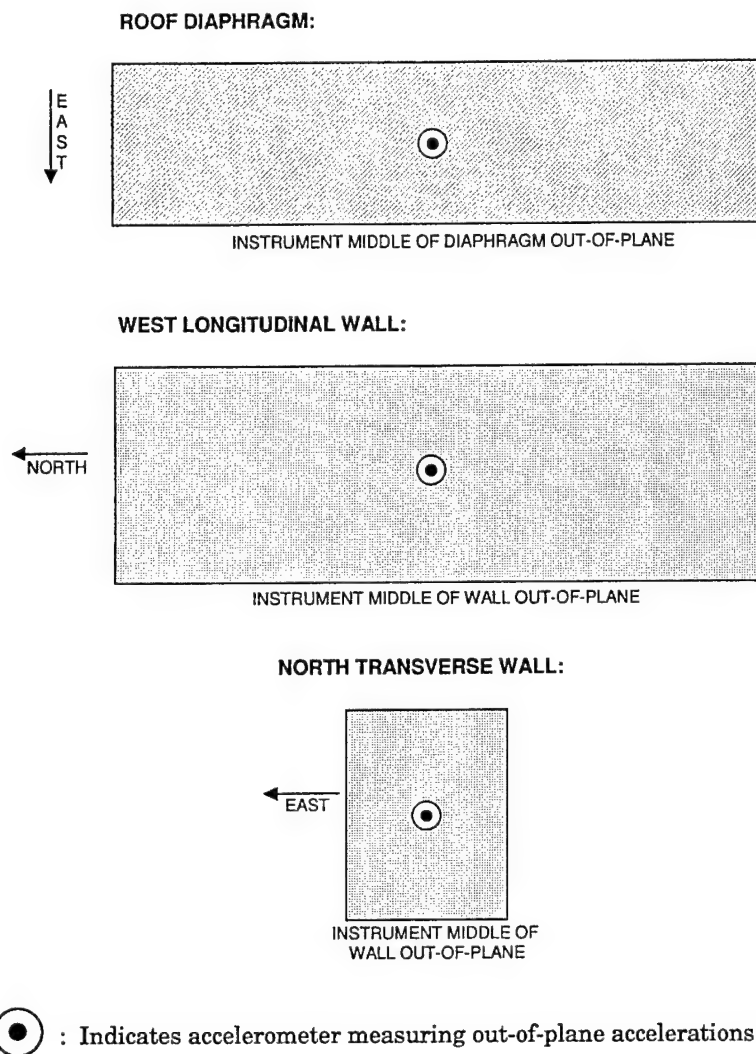 ROOF DIAPHRAGM:
EAST
INSTRUMENT MIDDLE OF DIAPHRAGM OUT-OF-PLANE
WEST LONGITUDINAL WALL:
NORTH
INSTRUMENT MIDDLE OF WALL OUT-OF-PLANE
NORTH TRANSVERSE WALL:
EAST
INSTRUMENT MIDDLE OF
WALL OUT-OF-PLANE
: Indicates accelerometer measuring out-of-plane accelerations